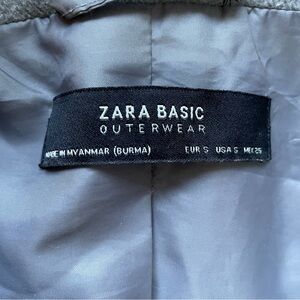 ZARA BASIC
OUTERWEAR
MADE IN MYANMAR (BURMA) EUR S USA S MEX 26